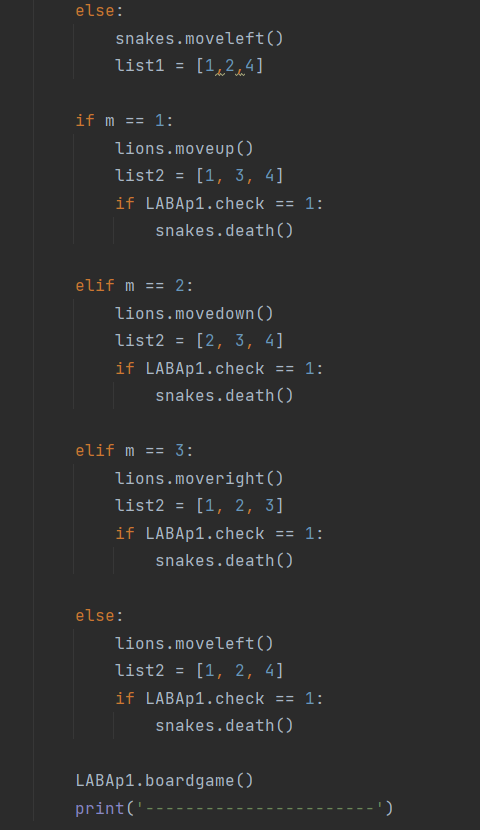 else:
    snakes.moveleft()
    list1 = [1,2,4]

if m == 1:
    lions.moveup()
    list2 = [1, 3, 4]
    if LABAp1.check == 1:
        snakes.death()

elif m == 2:
    lions.movedown()
    list2 = [2, 3, 4]
    if LABAp1.check == 1:
        snakes.death()

elif m == 3:
    lions.moveright()
    list2 = [1, 2, 3]
    if LABAp1.check == 1:
        snakes.death()

else:
    lions.moveleft()
    list2 = [1, 2, 4]
    if LABAp1.check == 1:
        snakes.death()

LABAp1.boardgame()
print('-----------------------')